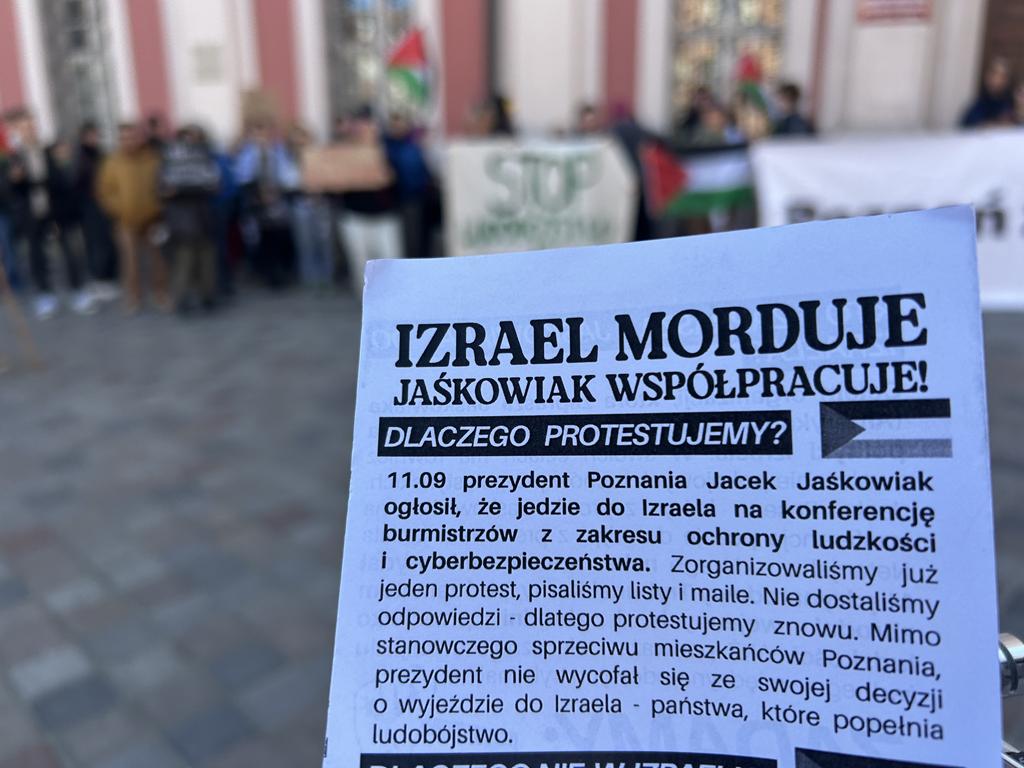 STOP
IZRAEL MORDUJE
JAŚKOWIAK WSPÓŁPRACUJE!
DLACZEGO PROTESTUJEMY?
11.09 prezydent Poznania Jacek Jaśkowiak
ogłosił, że jedzie do Izraela na konferencję
burmistrzów z zakresu ochrony ludzkości
i cyberbezpieczeństwa. Zorganizowaliśmy już
jeden protest, pisaliśmy listy i maile. Nie dostaliśmy
odpowiedzi - dlatego protestujemy znowu. Mimo
stanowczego sprzeciwu mieszkańców Poznania,
prezydent nie wycofał się ze swojej decyzji
o wyjeździe do Izraela - państwa, które popełnia
ludobójstwo.
DLACZEGO NIE W IZRAELU